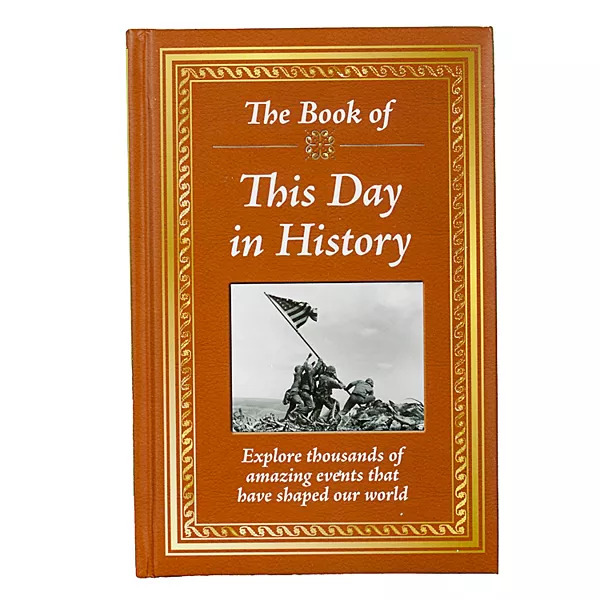 The Book of
This Day
in History
Explore thousands of
amazing events that
have shaped our world